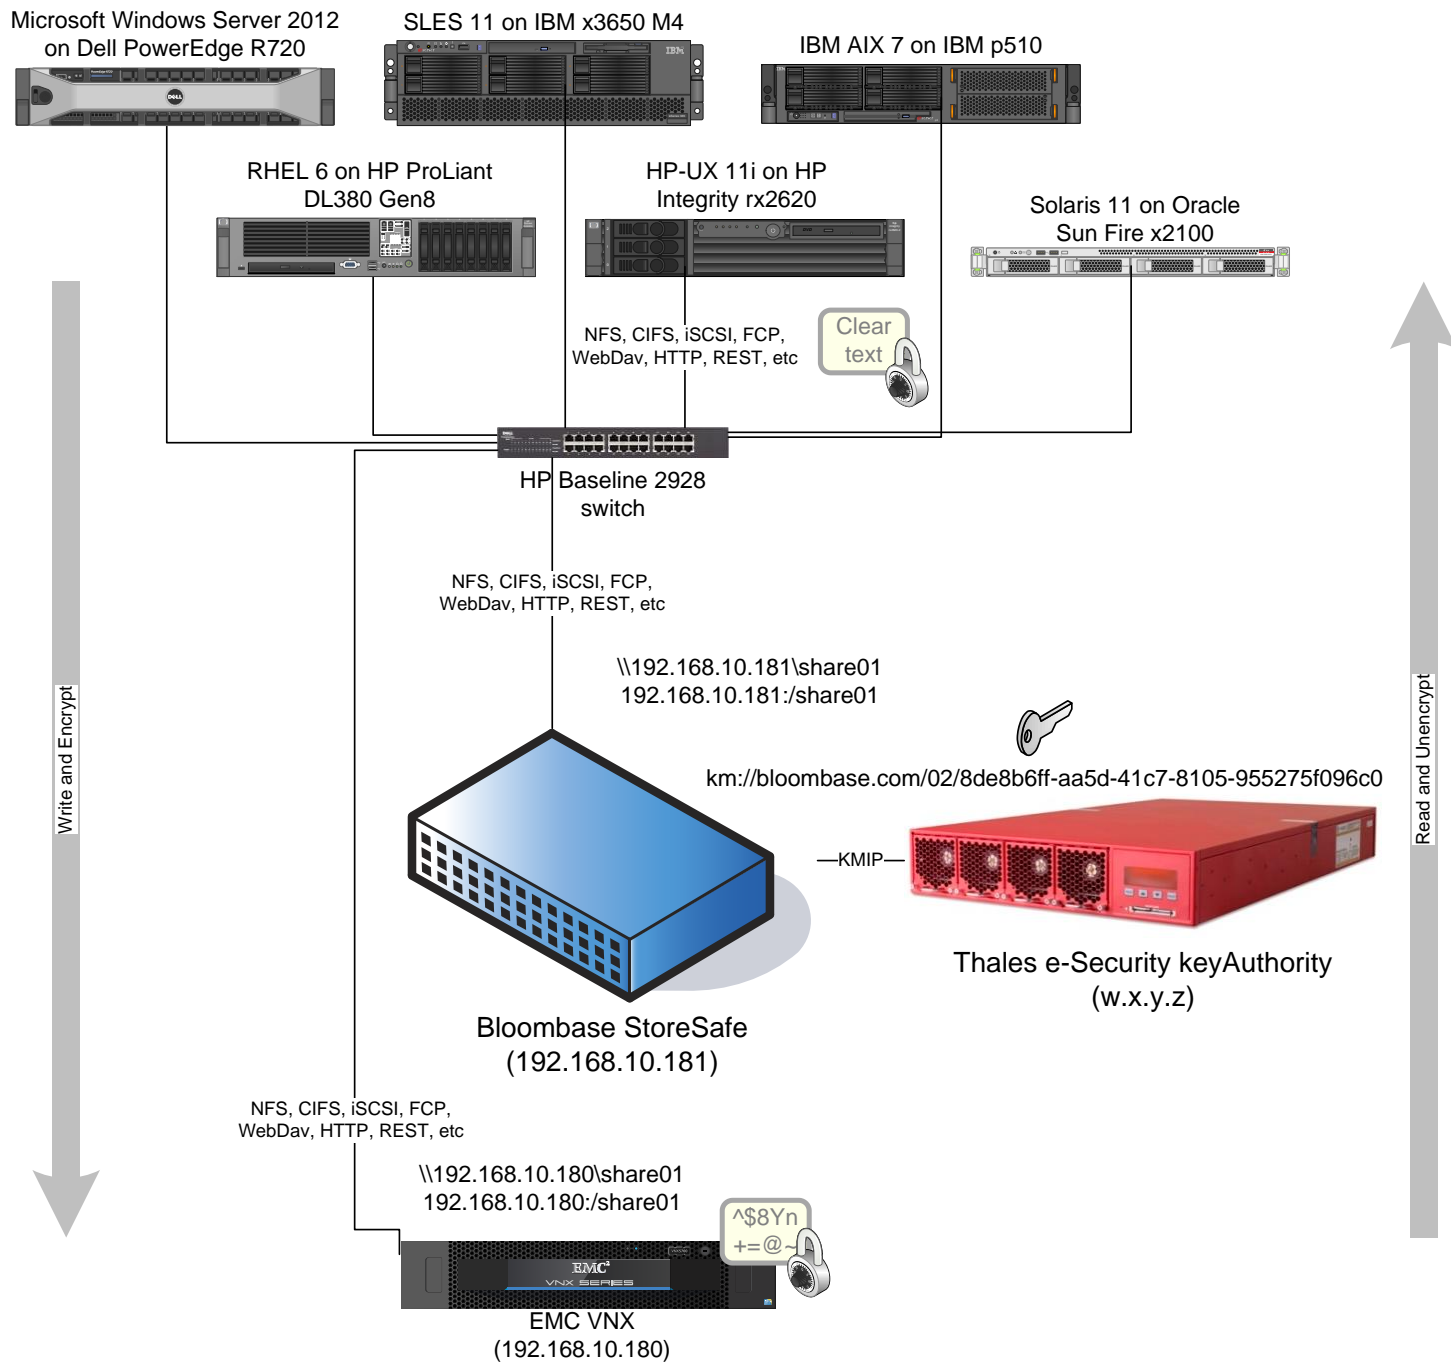 Microsoft Windows Server 2012
on Dell PowerEdge R720
SLES 11 on IBM x3650 M4
IBM AIX 7 on IBM p510
DELL
IBM
RHEL 6 on HP ProLiant
DL380 Gen8
HP-UX 11i on HP
Integrity rx2620
Solaris 11 on Oracle
Sun Fire x2100
NFS, CIFS, iSCSI, FCP,
WebDav, HTTP, REST, etc
Clear
text
HP Baseline 2928
switch
NFS, CIFS, iSCSI, FCP,
WebDav, HTTP, REST, etc
\\192.168.10.181\share01
192.168.10.181:/share01
Write and Encrypt
Read and Unencrypt
km://bloombase.com/02/8de8b6ff-aa5d-41c7-8105-955275f096c0
KMIP
Thales e-Security keyAuthority
(w.x.y.z)
Bloombase StoreSafe
(192.168.10.181)
NFS, CIFS, iSCSI, FCP,
WebDav, HTTP, REST, etc
\\192.168.10.180\share01
192.168.10.180:/share01
^$8Yn
+=@~
EMC²
VNX SERIES
EMC VNX
(192.168.10.180)